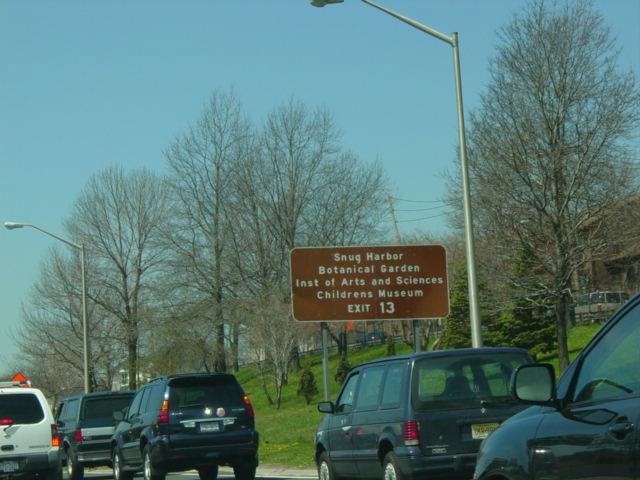 Snug Harbor
Botanical Garden
Inst of Arts and Sciences
Childrens Museum
EXIT 13